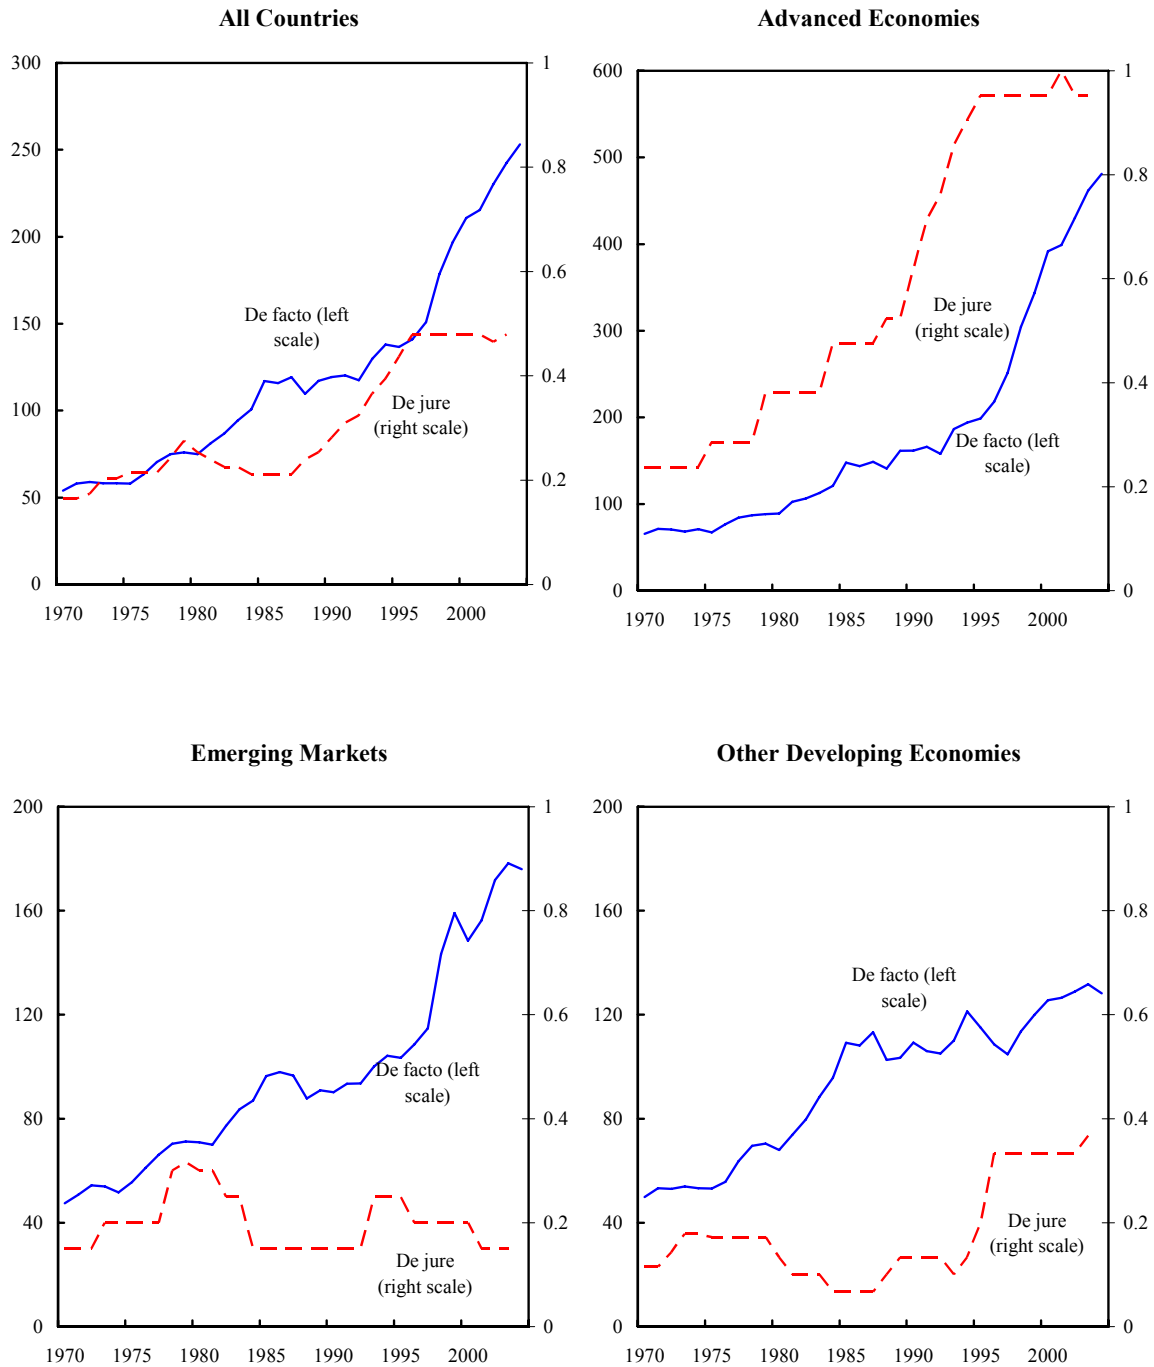 All Countries
300
250
200
150
100
50
0
1
0.8
0.6
0.4
0.2
0
De facto (left
scale)
De jure
(right scale)
1970 1975 1980 1985 1990 1995 2000
Advanced Economies
600
500
400
300
200
100
0
1
0.8
0.6
0.4
0.2
0
De jure
(right scale)
De facto (left
scale)
1970 1975 1980 1985 1990 1995 2000
Emerging Markets
200
160
120
80
40
0
1
0.8
0.6
0.4
0.2
0
De facto (left
scale)
De jure
(right scale)
1970 1975 1980 1985 1990 1995 2000
Other Developing Economies
200
160
120
80
40
0
1
0.8
0.6
0.4
0.2
0
De facto (left
scale)
De jure
(right scale)
1970 1975 1980 1985 1990 1995 2000